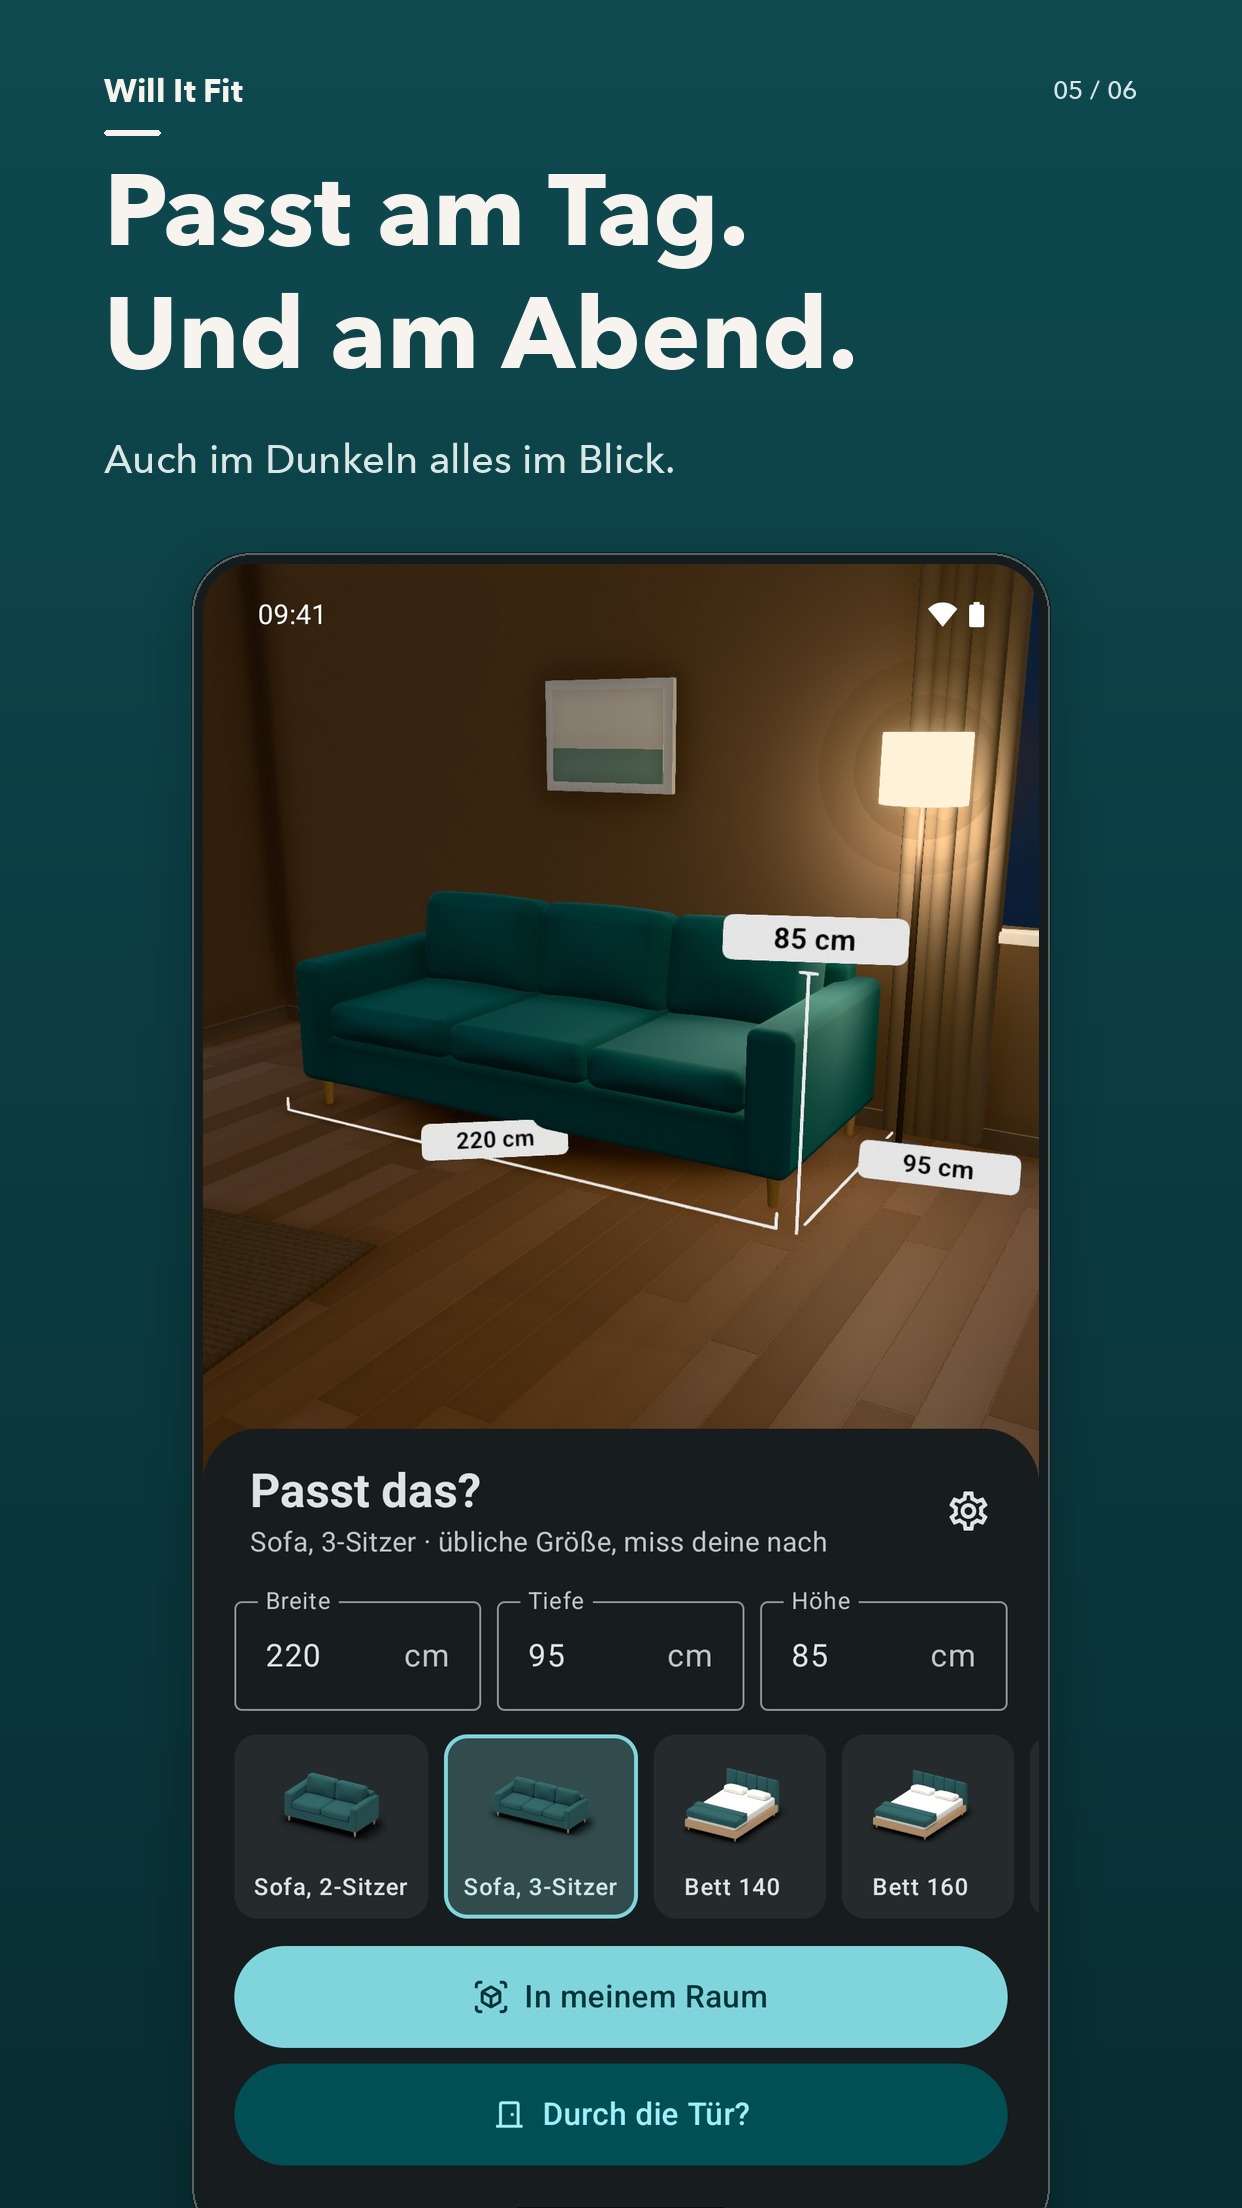 Will It Fit
05 / 06
Passt am Tag.
Und am Abend.
Auch im Dunkeln alles im Blick.
09:41
85 cm
220 cm
95 cm
Passt das?
Sofa, 3-Sitzer · übliche Größe, miss deine nach
Breite
Tiefe
Höhe
220 cm
95 cm
85 cm
Sofa, 2-Sitzer
Sofa, 3-Sitzer
Bett 140
Bett 160
In meinem Raum
Durch die Tür?